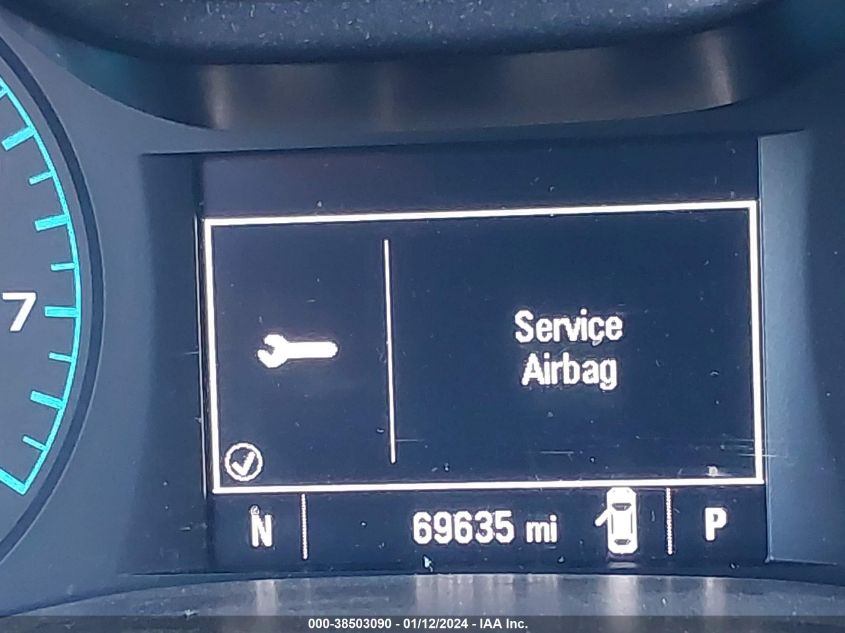 7
Service
Airbag
N
69635 mi
P
000-38503090 - 01/12/2024 - IAA Inc.